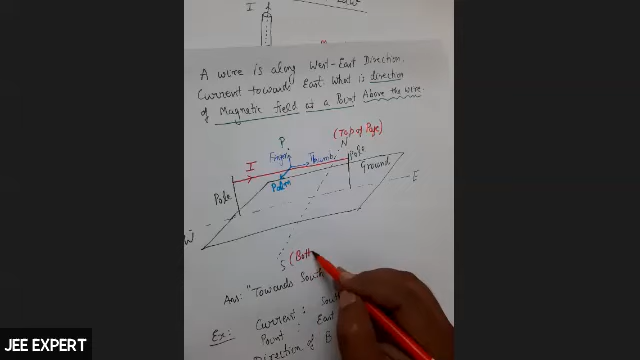 I
A wire is along West-East Direction.
Current towards East. What is direction
of Magnetic field at a Point Above the wire.
P
(Top of Page)
N
Fingers
Thumb
Pole
I
Palm
Ground
Pole
E
W
S
(Bott
Ans: "Towards South
Ex:
Current:
Point: East
Direction of B
JEE EXPERT